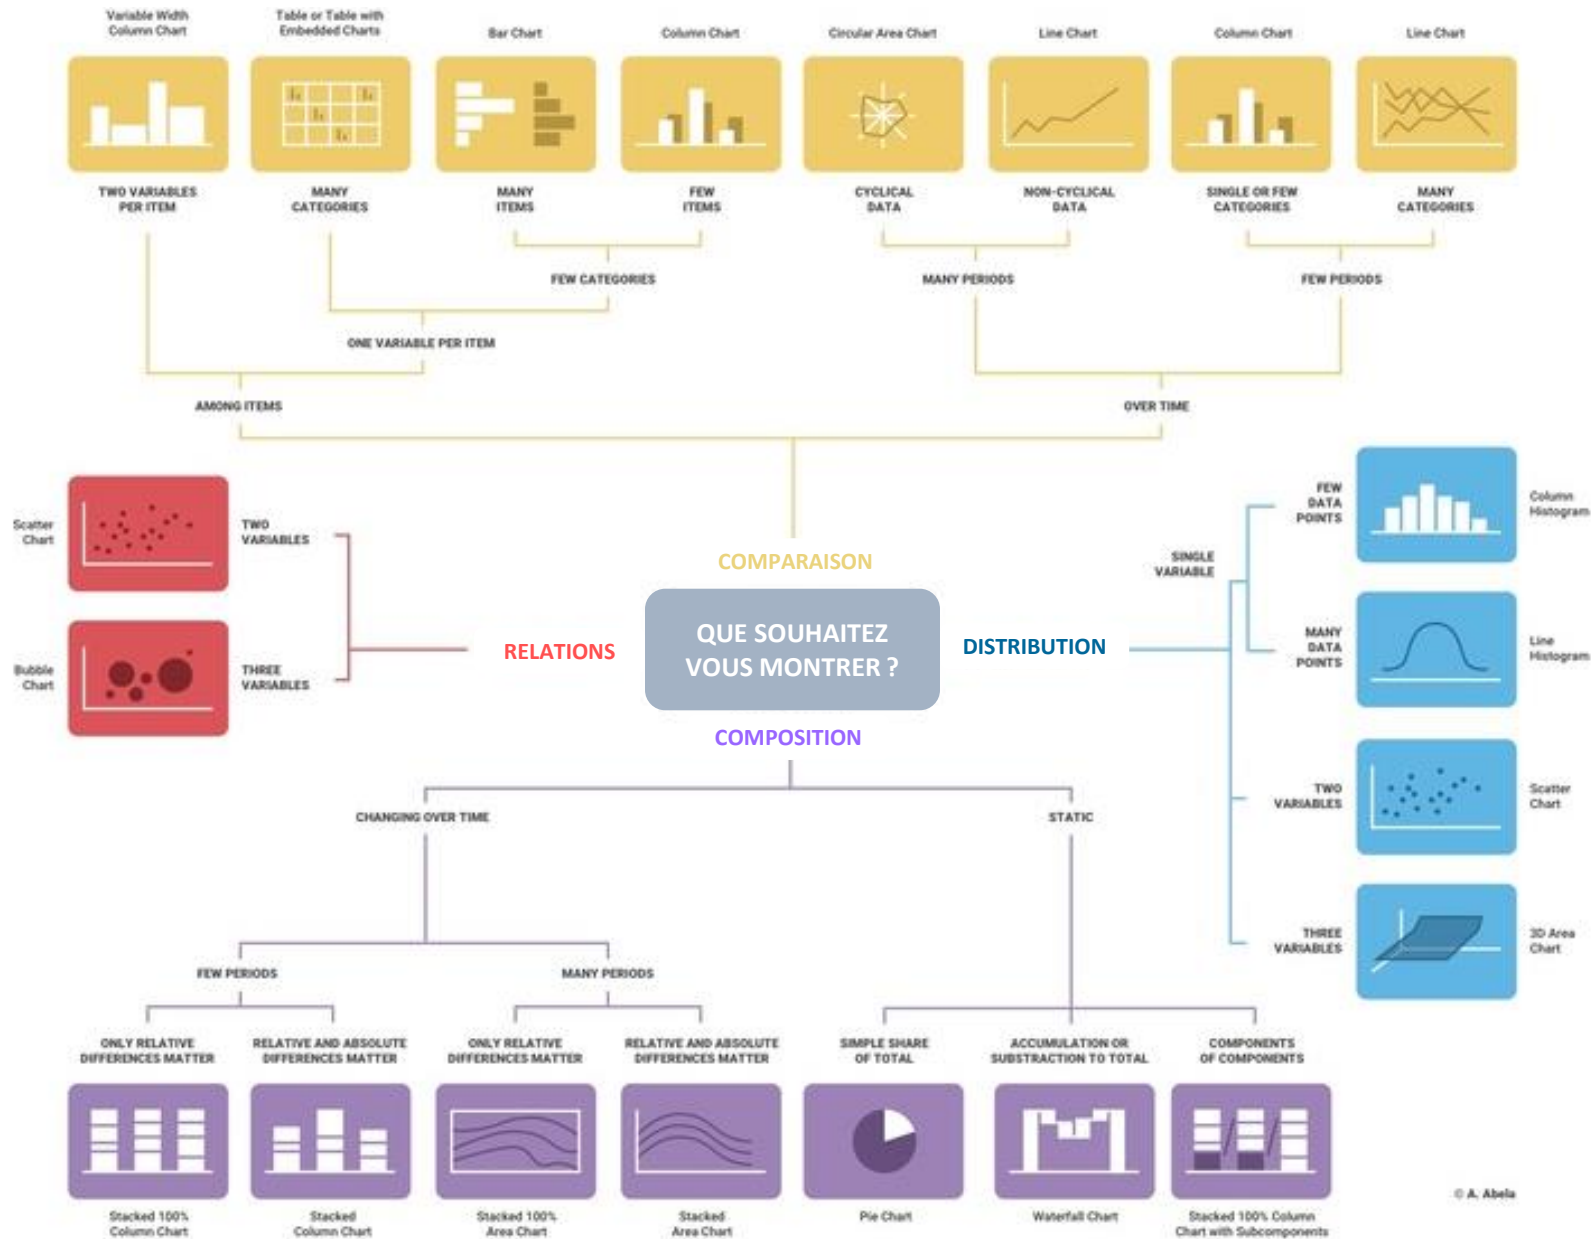 Variable Width
Column Chart
Table or Table with
Embedded Charts
Bar Chart
Column Chart
Circular Area Chart
Line Chart
Column Chart
Line Chart
TWO VARIABLES
PER ITEM
MANY
CATEGORIES
MANY
ITEMS
FEW
ITEMS
CYCLICAL
DATA
NON-CYCLICAL
DATA
SINGLE OR FEW
CATEGORIES
MANY
CATEGORIES
FEW CATEGORIES
MANY PERIODS
FEW PERIODS
ONE VARIABLE PER ITEM
AMONG ITEMS
OVER TIME
Scatter
Chart
TWO
VARIABLES
Bubble
Chart
THREE
VARIABLES
RELATIONS
COMPARAISON
QUE SOUHAITEZ
VOUS MONTRER ?
DISTRIBUTION
COMPOSITION
SINGLE
VARIABLE
FEW
DATA
POINTS
Column
Histogram
MANY
DATA
POINTS
Line
Histogram
TWO
VARIABLES
Scatter
Chart
THREE
VARIABLES
3D Area
Chart
CHANGING OVER TIME
STATIC
FEW PERIODS
MANY PERIODS
ONLY RELATIVE
DIFFERENCES MATTER
RELATIVE AND ABSOLUTE
DIFFERENCES MATTER
ONLY RELATIVE
DIFFERENCES MATTER
RELATIVE AND ABSOLUTE
DIFFERENCES MATTER
SIMPLE SHARE
OF TOTAL
ACCUMULATION OR
SUBSTRACTION TO TOTAL
COMPONENTS
OF COMPONENTS
Stacked 100%
Column Chart
Stacked
Column Chart
Stacked 100%
Area Chart
Stacked
Area Chart
Pie Chart
Waterfall Chart
Stacked 100% Column
Chart with Subcomponents
© A. Abela